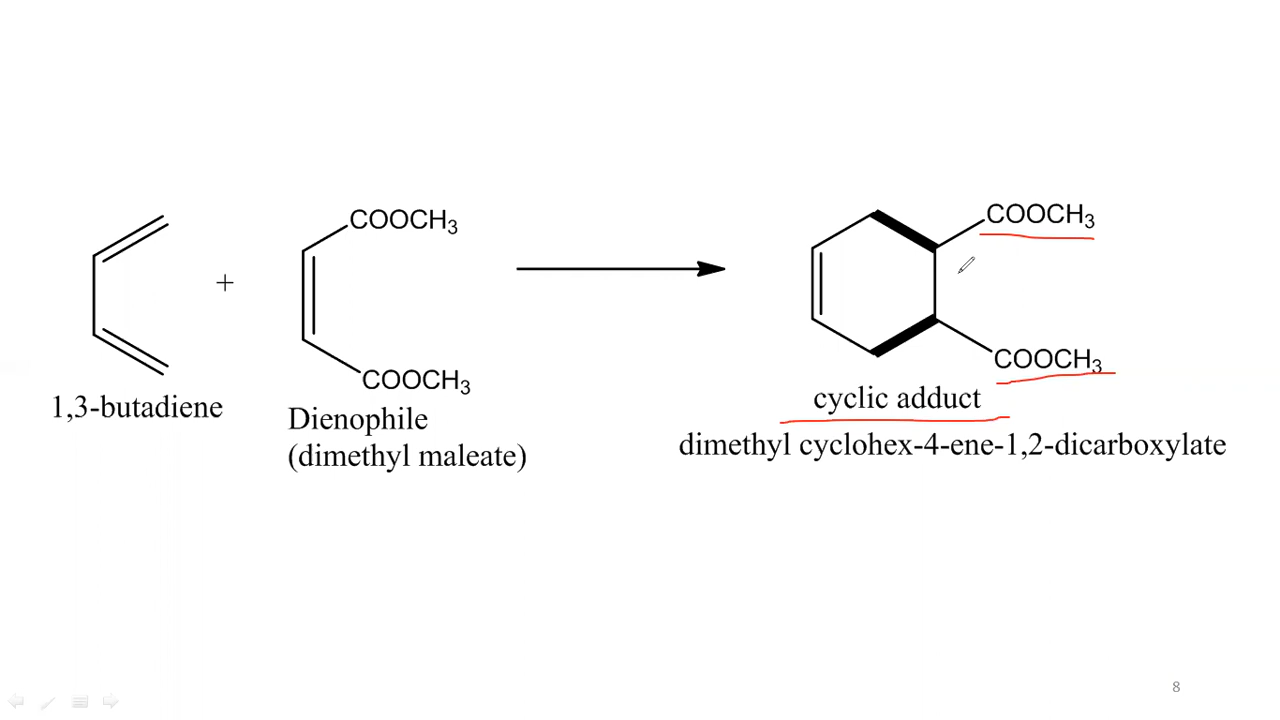 COOCH3
COOCH3
+
COOCH3
COOCH3
1,3-butadiene
Dienophile
(dimethyl maleate)
cyclic adduct
dimethyl cyclohex-4-ene-1,2-dicarboxylate
8